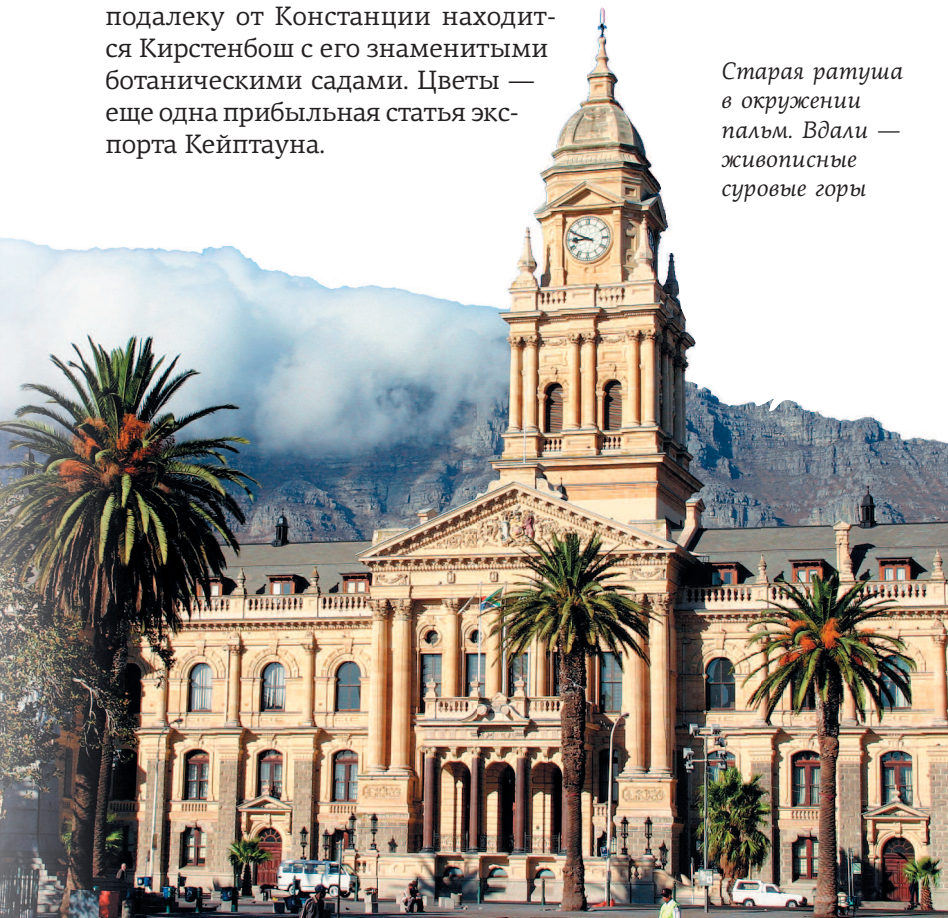 подалеку от Констанции находит-
ся Кирстенбош с его знаменитыми
ботаническими садами. Цветы —
еще одна прибыльная статья экс-
порта Кейптауна.
Старая ратуша
в окружении
пальм. Вдали —
живописные
суровые горы